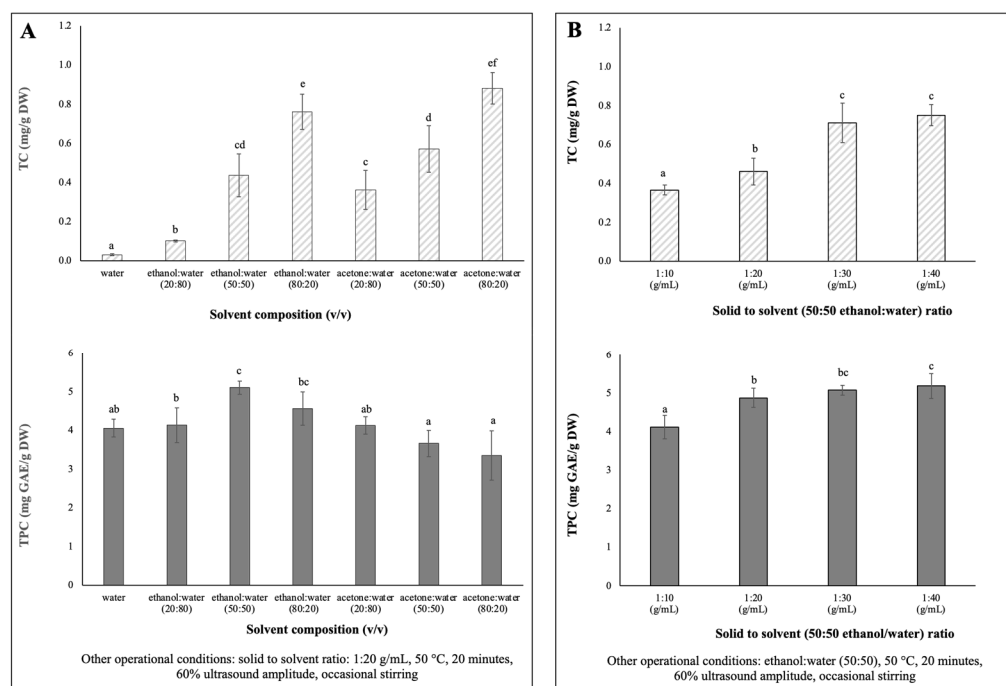 A
TC (mg/g DW)
1.2
1.0
0.8
0.6
0.4
0.2
0.0
a
b
cd
e
c
d
ef
water
ethanol:water
(20:80)
ethanol:water
(50:50)
ethanol:water
(80:20)
acetone:water
(20:80)
acetone:water
(50:50)
acetone:water
(80:20)
Solvent composition (v/v)
TPC (mg GAE/g DW)
6
5
4
3
2
1
0
ab
b
c
bc
ab
a
a
water
ethanol:water
(20:80)
ethanol:water
(50:50)
ethanol:water
(80:20)
acetone:water
(20:80)
acetone:water
(50:50)
acetone:water
(80:20)
Solvent composition (v/v)
Other operational conditions: solid to solvent ratio: 1:20 g/mL, 50 °C, 20 minutes,
60% ultrasound amplitude, occasional stirring
B
TC (mg/g DW)
1.2
1.0
0.8
0.6
0.4
0.2
0.0
a
b
c
c
1:10
(g/mL)
1:20
(g/mL)
1:30
(g/mL)
1:40
(g/mL)
Solid to solvent (50:50 ethanol:water) ratio
TPC (mg GAE/g DW)
6
5
4
3
2
1
0
a
b
bc
c
1:10
(g/mL)
1:20
(g/mL)
1:30
(g/mL)
1:40
(g/mL)
Solid to solvent (50:50 ethanol/water) ratio
Other operational conditions: ethanol:water (50:50), 50 °C, 20 minutes,
60% ultrasound amplitude, occasional stirring